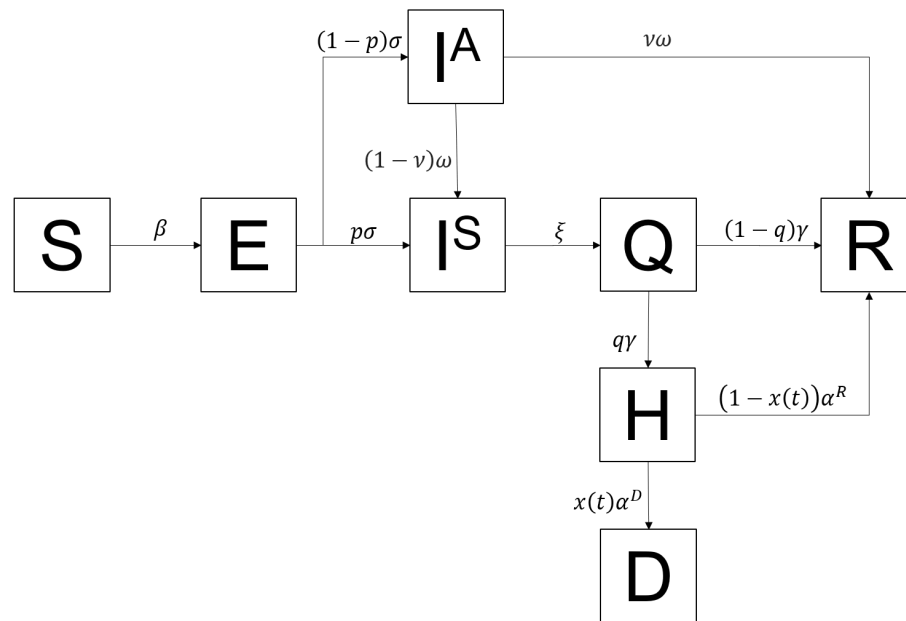 (1 − p)σ
I^A
νω
(1 − ν)ω
S
β
E
pσ
I^S
ξ
Q
(1 − q)γ
R
qγ
H
(1 − x(t))α^R
x(t)α^D
D